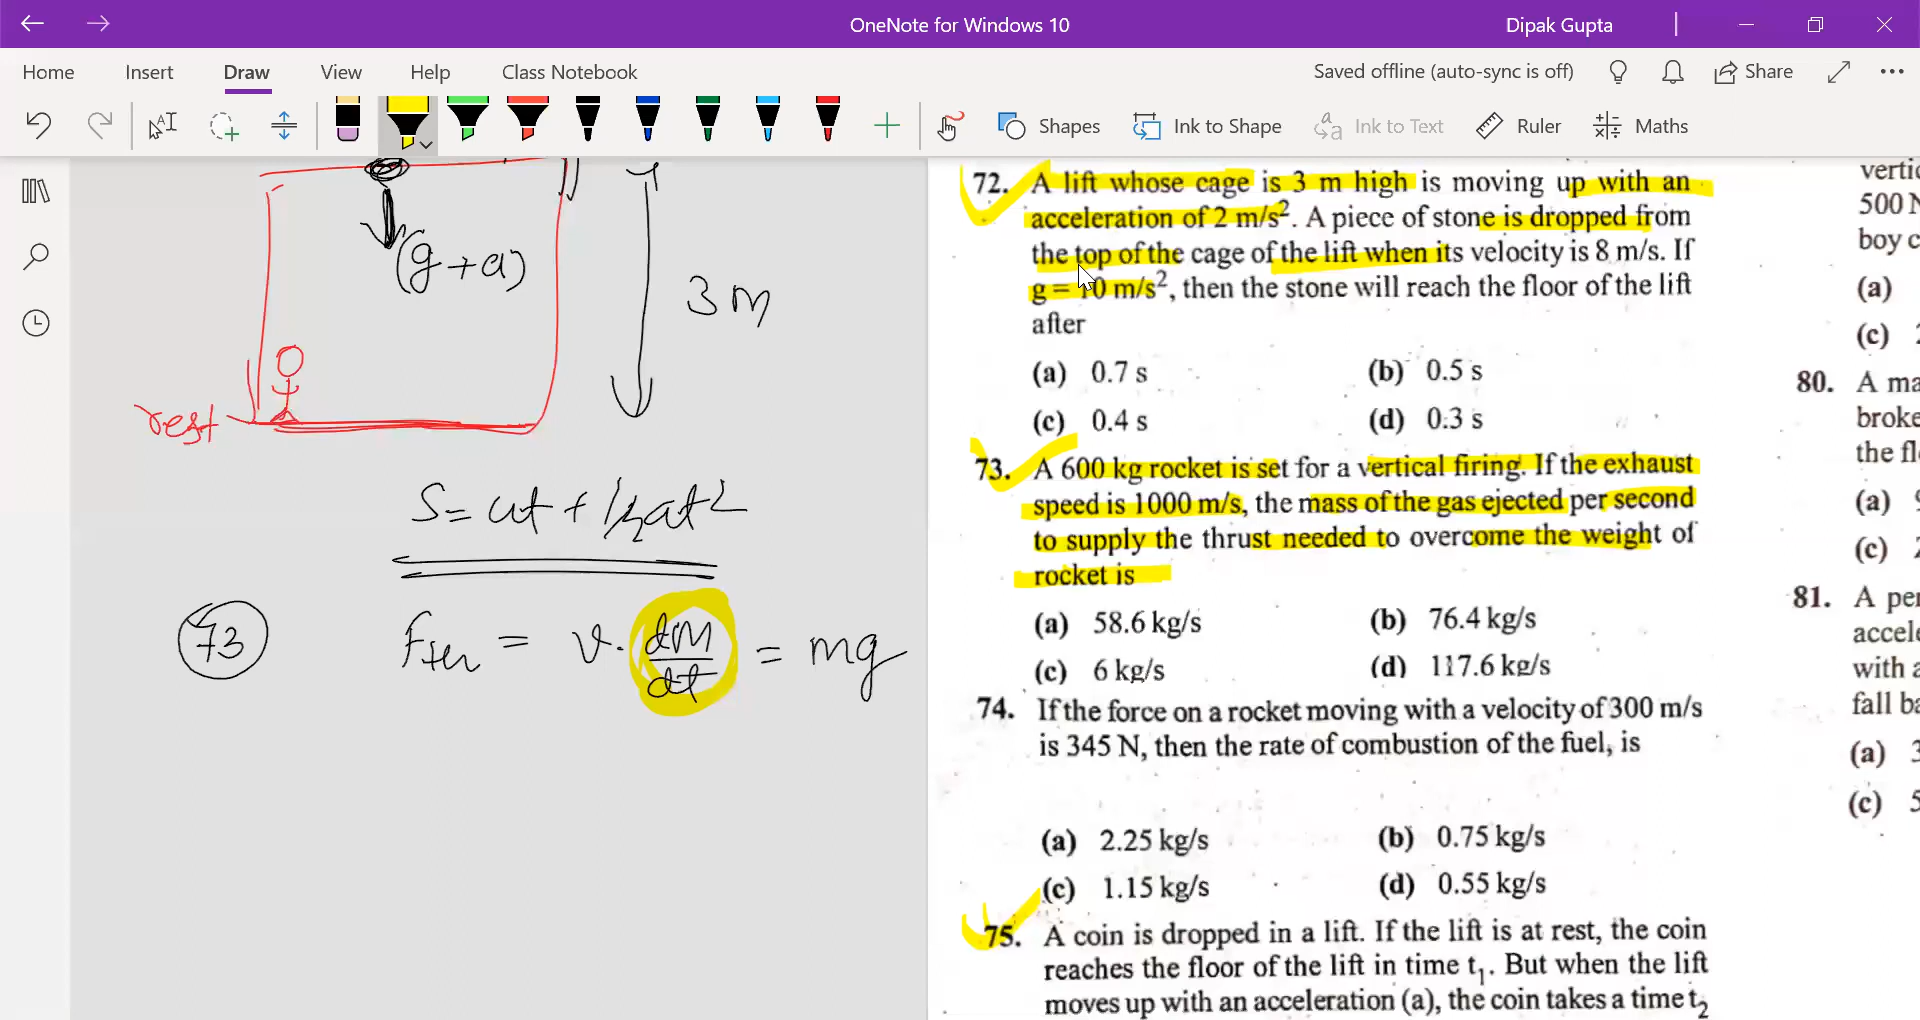 OneNote for Windows 10
Dipak Gupta
Home Insert Draw View Help Class Notebook
Saved offline (auto-sync is off) Share
Shapes Ink to Shape Ink to Text Ruler Maths
(g+a)
3 m
rest
S = ut + 1/2 at²
73
= v. dM/dt = mg
72. A lift whose cage is 3 m high is moving up with an
acceleration of 2 m/s². A piece of stone is dropped from
the top of the cage of the lift when its velocity is 8 m/s. If
g = 10 m/s², then the stone will reach the floor of the lift
after
(a) 0.7 s (b) 0.5 s
(c) 0.4 s (d) 0.3 s
73. A 600 kg rocket is set for a vertical firing. If the exhaust
speed is 1000 m/s, the mass of the gas ejected per second
to supply the thrust needed to overcome the weight of
rocket is
(a) 58.6 kg/s (b) 76.4 kg/s
(c) 6 kg/s (d) 117.6 kg/s
74. If the force on a rocket moving with a velocity of 300 m/s
is 345 N, then the rate of combustion of the fuel, is
(a) 2.25 kg/s (b) 0.75 kg/s
(c) 1.15 kg/s (d) 0.55 kg/s
75. A coin is dropped in a lift. If the lift is at rest, the coin
reaches the floor of the lift in time t₁. But when the lift
moves up with an acceleration (a), the coin takes a time t₂
500
boy
(a)
(c)
80. A
broke
the
(a)
(c)
81. A
with
fall
(a)
(c)